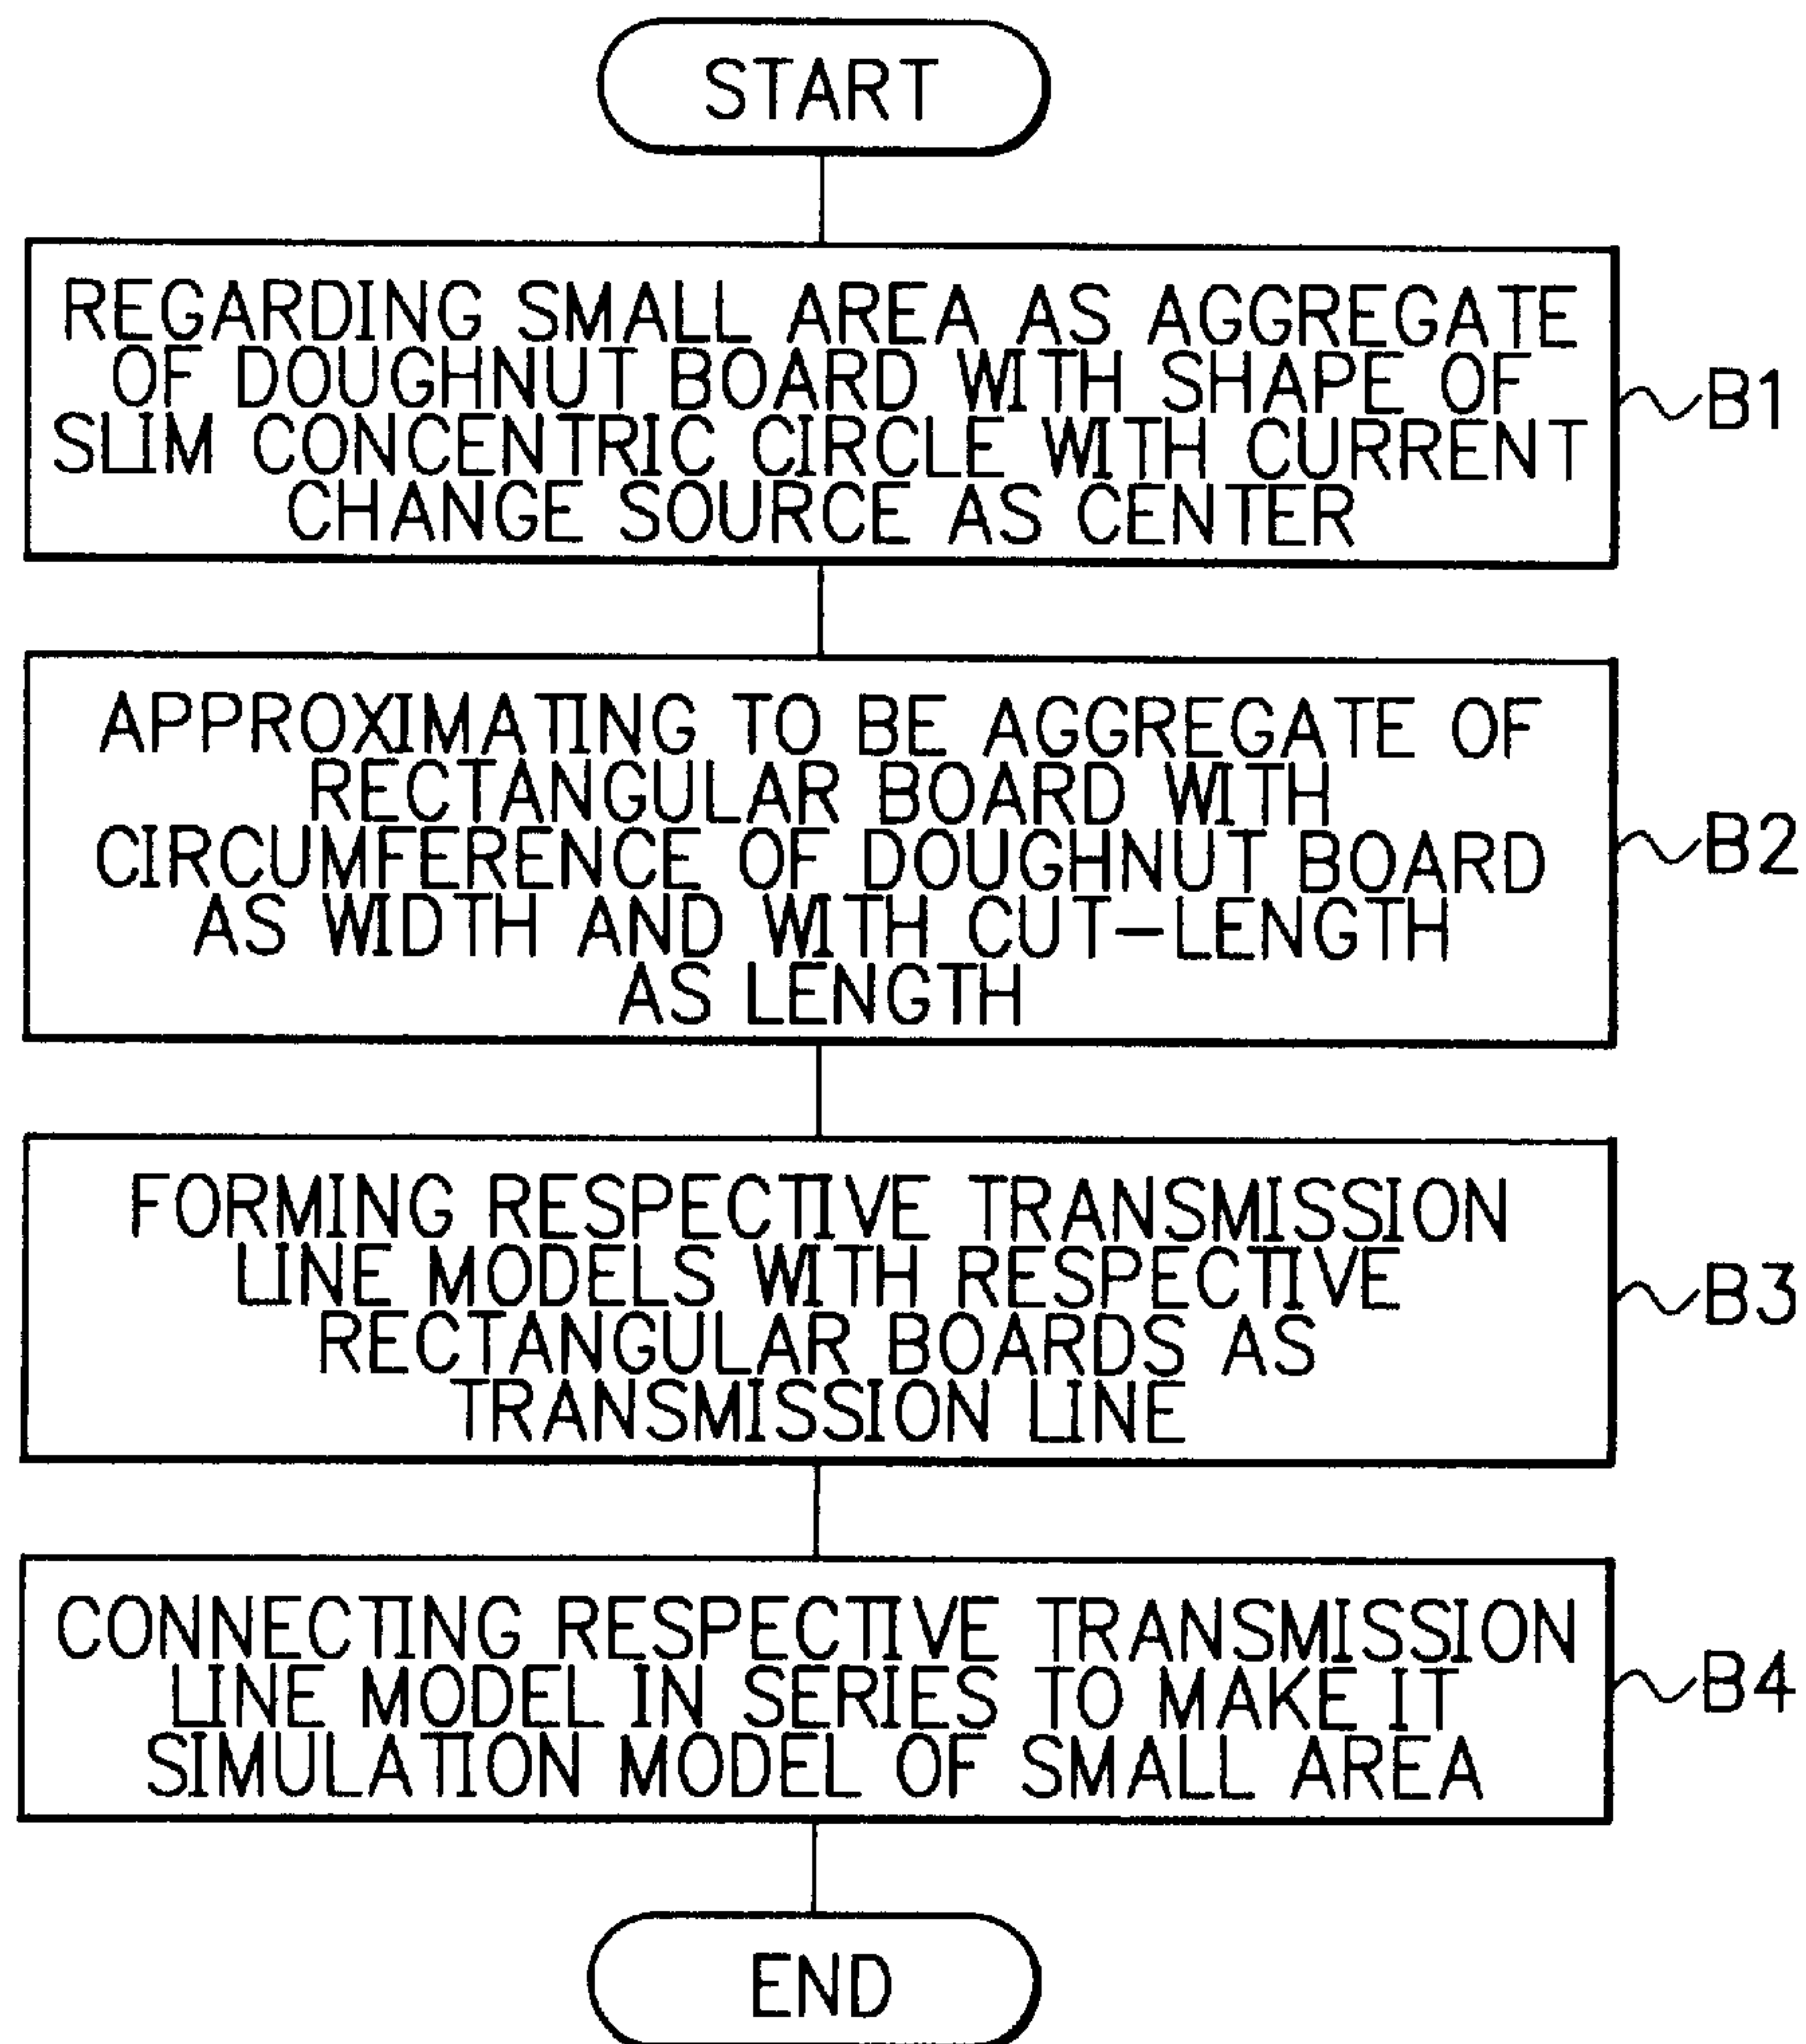 START
REGARDING SMALL AREA AS AGGREGATE
OF DOUGHNUT BOARD WITH SHAPE OF
SLIM CONCENTRIC CIRCLE WITH CURRENT
CHANGE SOURCE AS CENTER
B1
APPROXIMATING TO BE AGGREGATE OF
RECTANGULAR BOARD WITH
CIRCUMFERENCE OF DOUGHNUT BOARD
AS WIDTH AND WITH CUT-LENGTH
AS LENGTH
B2
FORMING RESPECTIVE TRANSMISSION
LINE MODELS WITH RESPECTIVE
RECTANGULAR BOARDS AS
TRANSMISSION LINE
B3
CONNECTING RESPECTIVE TRANSMISSION
LINE MODEL IN SERIES TO MAKE IT
SIMULATION MODEL OF SMALL AREA
B4
END